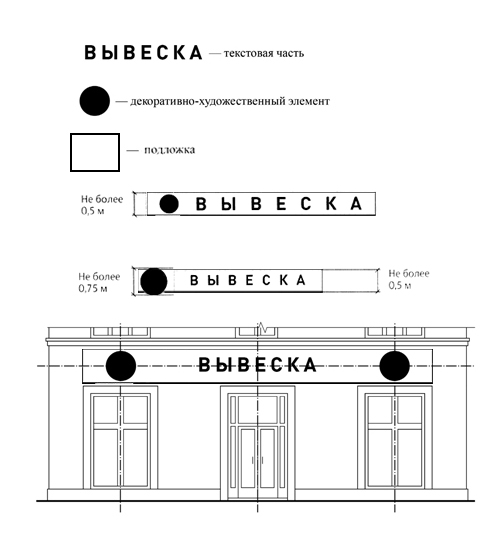 ВЫВЕСКА — текстовая часть
— декоративно-художественный элемент
— подложка
Не более
0,5 м
ВЫВЕСКА
Не более
0,75 м
ВЫВЕСКА
Не более
0,5 м
ВЫВЕСКА